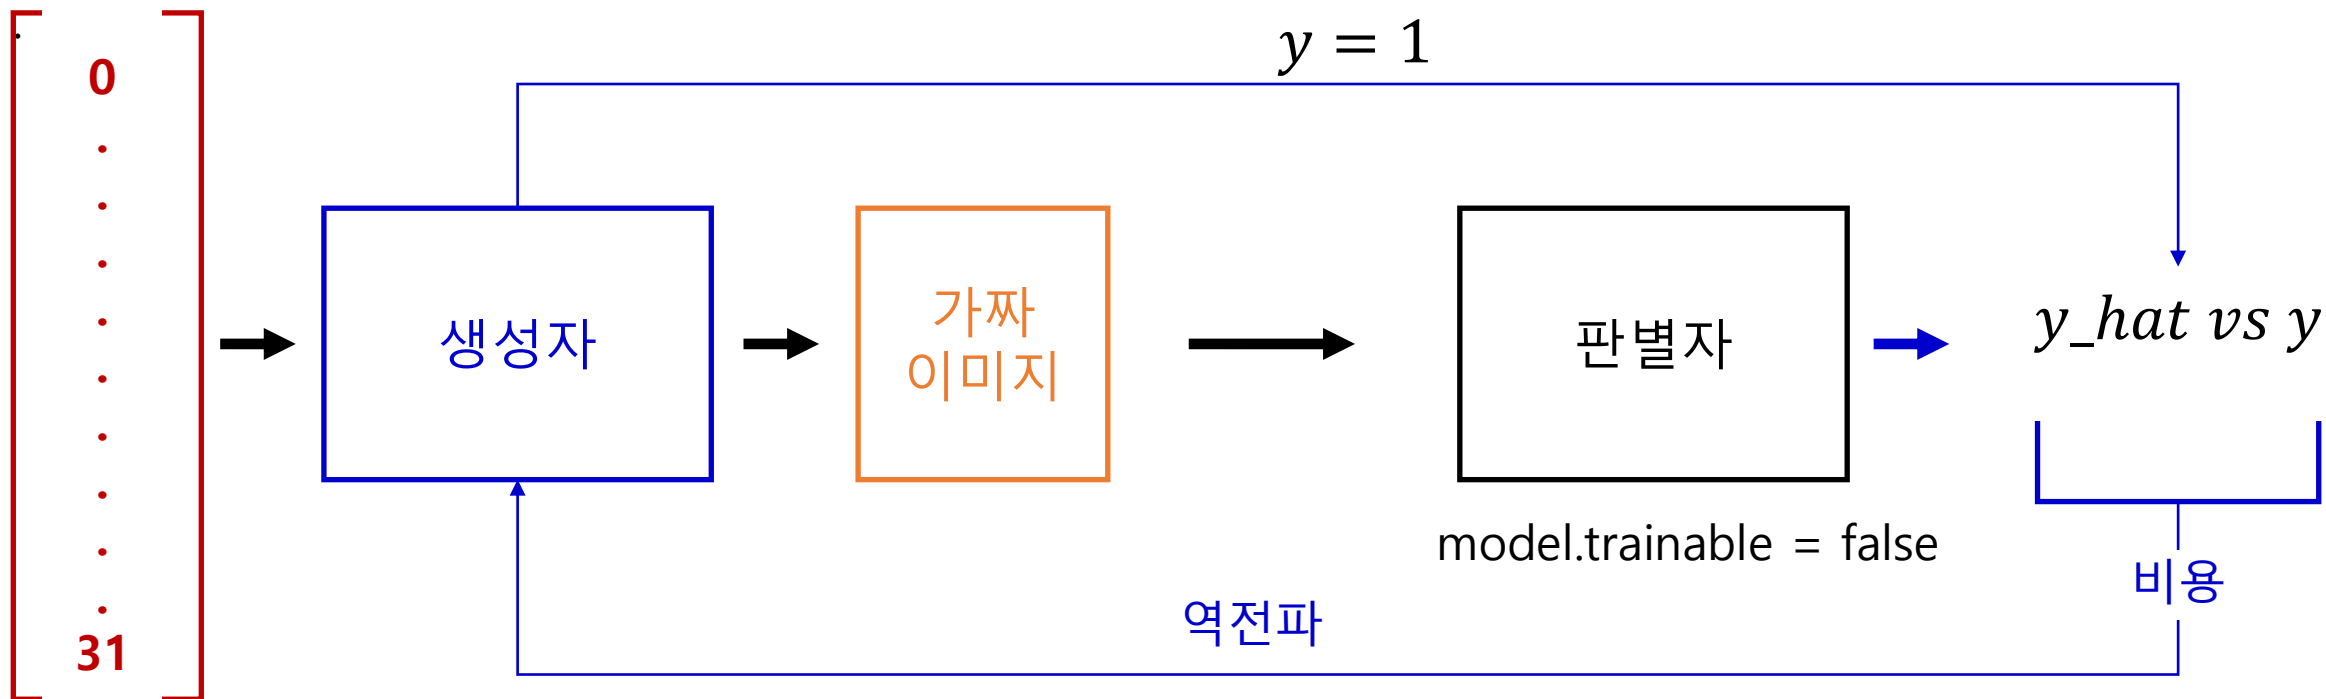 y = 1
0
.
.
.
.
.
.
.
.
.
31
생성자
가짜
이미지
판별자
y_hat vs y
model.trainable = false
비용
역전파